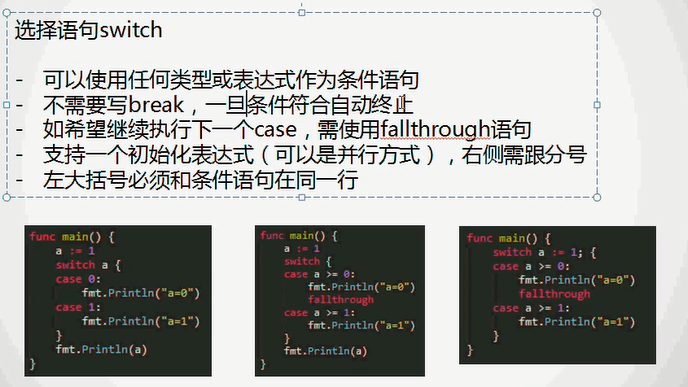 选择语句switch
- 可以使用任何类型或表达式作为条件语句
- 不需要写break，一旦条件符合自动终止
- 如希望继续执行下一个case，需使用fallthrough语句
- 支持一个初始化表达式（可以是并行方式），右侧需跟分号
- 左大括号必须和条件语句在同一行
func main() {
a := 1
switch a {
case 0:
fmt.Println("a=0")
case 1:
fmt.Println("a=1")
}
fmt.Println(a)
}
func main() {
a := 1
switch {
case a >= 0:
fmt.Println("a=0")
fallthrough
case a >= 1:
fmt.Println("a=1")
}
fmt.Println(a)
}
func main() {
switch a := 1; {
case a >= 0:
fmt.Println("a=0")
fallthrough
case a >= 1:
fmt.Println("a=1")
}
}